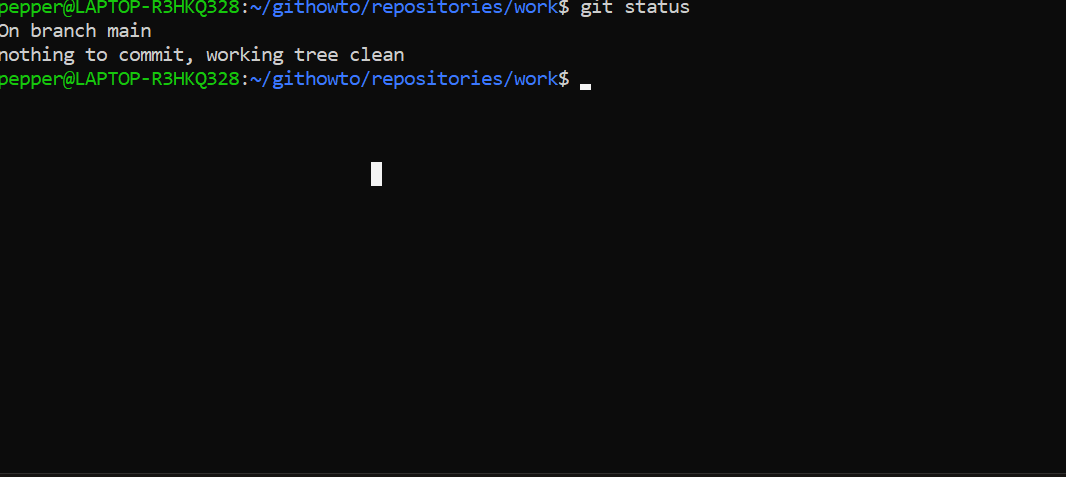 pepper@LAPTOP-R3HKQ328:~/githowto/repositories/work$ git status
On branch main
nothing to commit, working tree clean
pepper@LAPTOP-R3HKQ328:~/githowto/repositories/work$